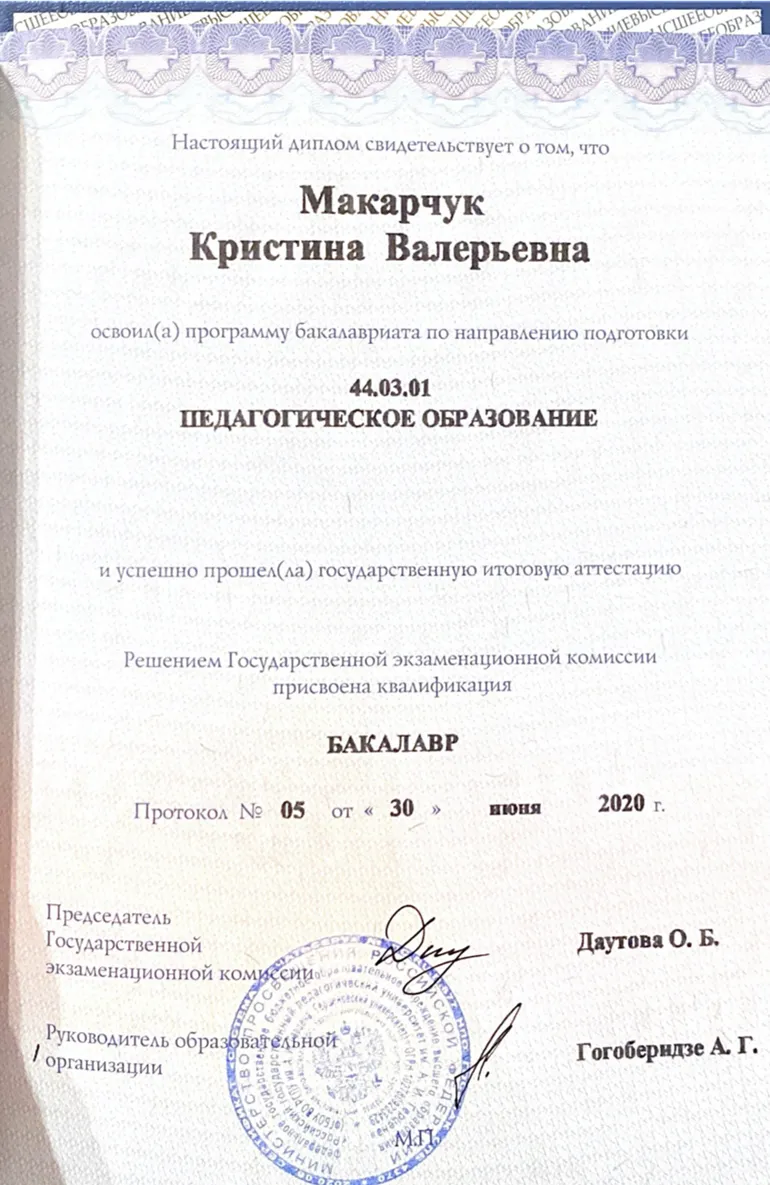 Настоящий диплом свидетельствует о том, что
Макарчук
Кристина Валерьевна
освоил(а) программу бакалавриата по направлению подготовки
44.03.01
ПЕДАГОГИЧЕСКОЕ ОБРАЗОВАНИЕ
и успешно прошел(ла) государственную итоговую аттестацию
Решением Государственной экзаменационной комиссии
присвоена квалификация
БАКАЛАВР
Протокол № 05 от « 30 » июня 2020 г.
Председатель
Государственной
экзаменационной комиссии
Даутова О. Б.
Руководитель образовательной
организации
Гогоберидзе А. Г.
М.П.